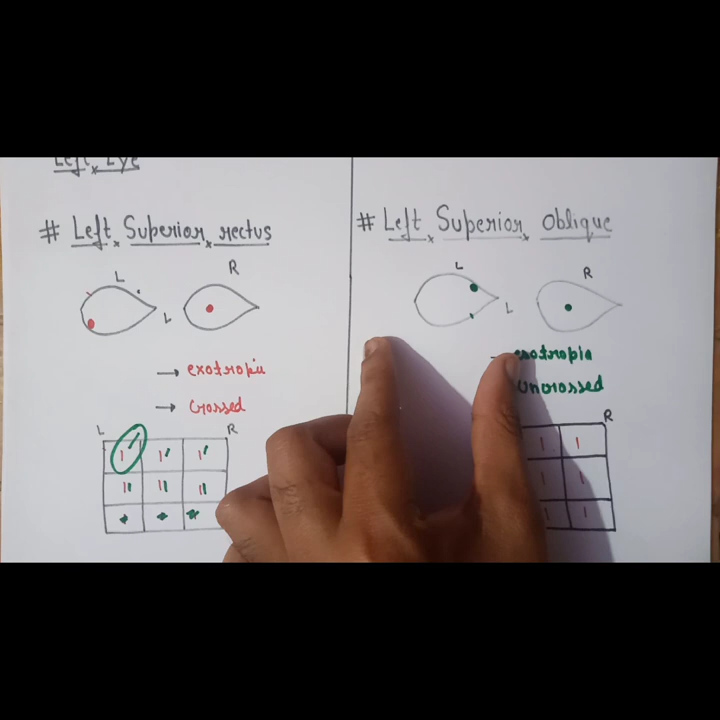 Left Eye
# Left Superior rectus
L R
L
→ exotropia
→ Crossed
L R
# Left Superior Oblique
L R
L
uncrossed
R